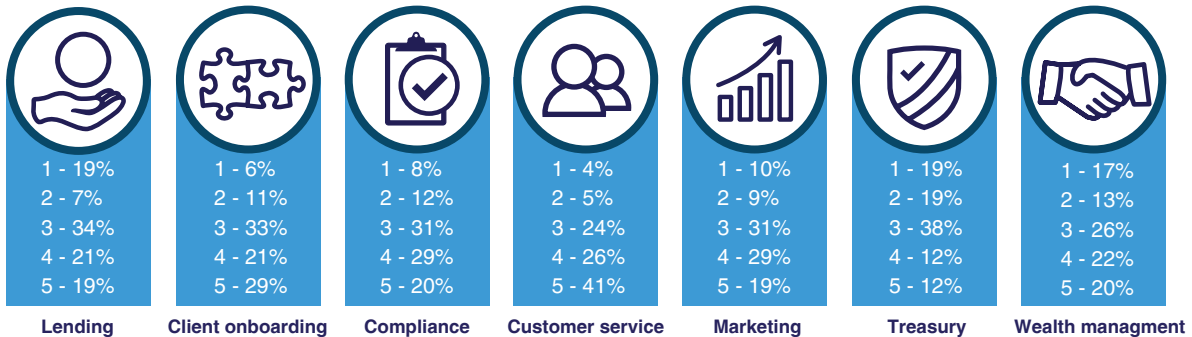 1 - 19%
2 - 7%
3 - 34%
4 - 21%
5 - 19%
Lending
1 - 6%
2 - 11%
3 - 33%
4 - 21%
5 - 29%
Client onboarding
1 - 8%
2 - 12%
3 - 31%
4 - 29%
5 - 20%
Compliance
1 - 4%
2 - 5%
3 - 24%
4 - 26%
5 - 41%
Customer service
1 - 10%
2 - 9%
3 - 31%
4 - 29%
5 - 19%
Marketing
1 - 19%
2 - 19%
3 - 38%
4 - 12%
5 - 12%
Treasury
1 - 17%
2 - 13%
3 - 26%
4 - 22%
5 - 20%
Wealth managment